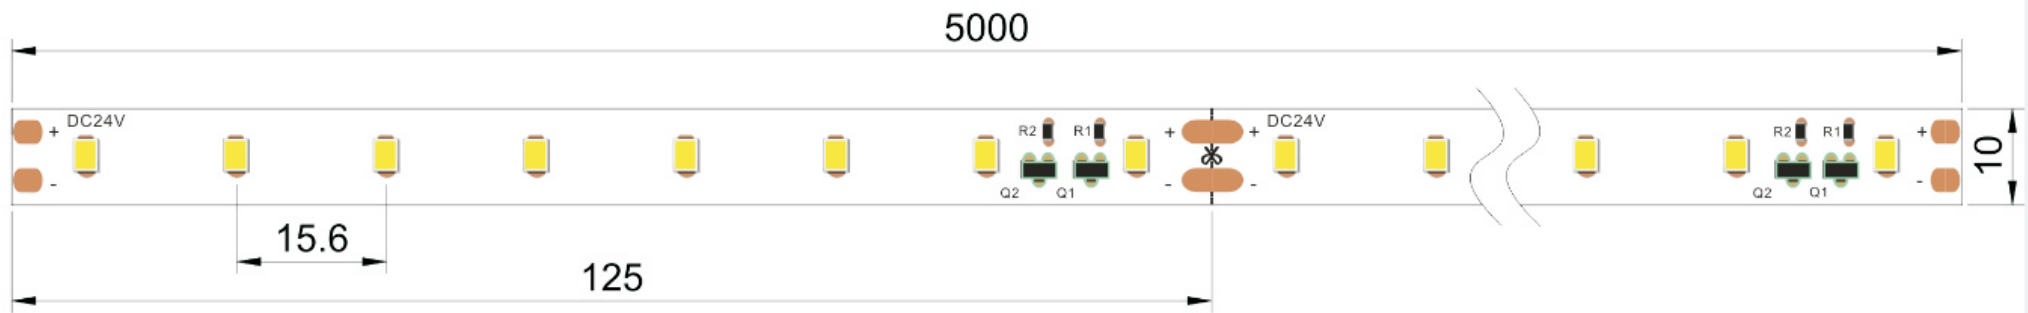 5000
+ DC24V
-
R2 R1
Q2 Q1
+ + DC24V
- -
R2 R1
Q2 Q1
+
-
10
15.6
125